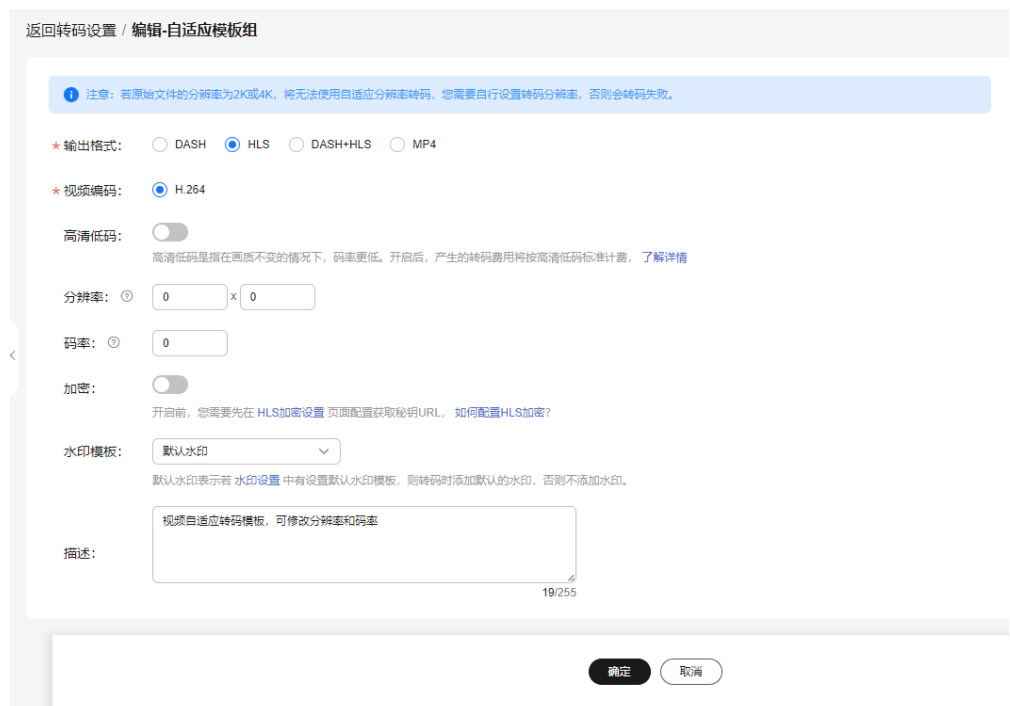 返回转码设置 / 编辑-自适应模板组
注意：若原始文件的分辨率为2K或4K，将无法使用自适应分辨率转码，您需要自行设置转码分辨率，否则会转码失败。
* 输出格式： DASH HLS DASH+HLS MP4
* 视频编码： H.264
高清低码：
高清低码是指在画质不变的情况下，码率更低。开启后，产生的转码费用将按高清低码标准计费， 了解详情
分辨率： ? 0 x 0
码率： ? 0
加密：
开启前，您需要先在 HLS加密设置 页面配置获取秘钥URL， 如何配置HLS加密?
水印模板： 默认水印
默认水印表示若 水印设置 中有设置默认水印模板，则转码时添加默认的水印，否则不添加水印。
视频自适应转码模板，可修改分辨率和码率
描述：
19/255
确定 取消